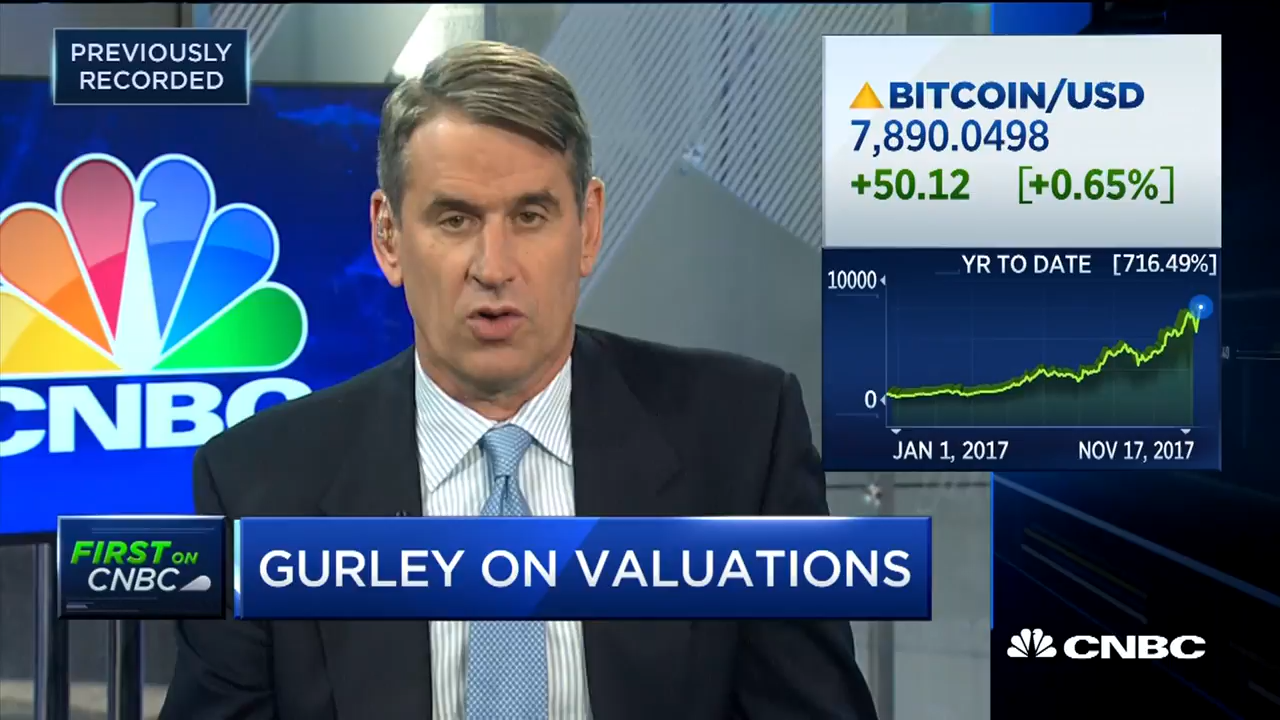 PREVIOUSLY
RECORDED
CNBC
BITCOIN/USD
7,890.0498
+50.12 [+0.65%]
YR TO DATE [716.49%]
10000
0
JAN 1, 2017 NOV 17, 2017
FIRST ON
CNBC
GURLEY ON VALUATIONS
CNBC